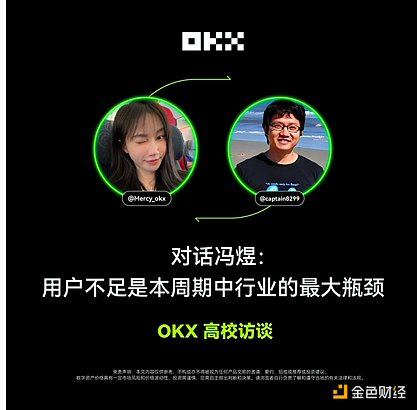 OKX
@Mercy_okx
@captain8299
对话冯煜：
用户不足是本周期中行业的最大瓶颈
OKX 高校访谈
金色财经